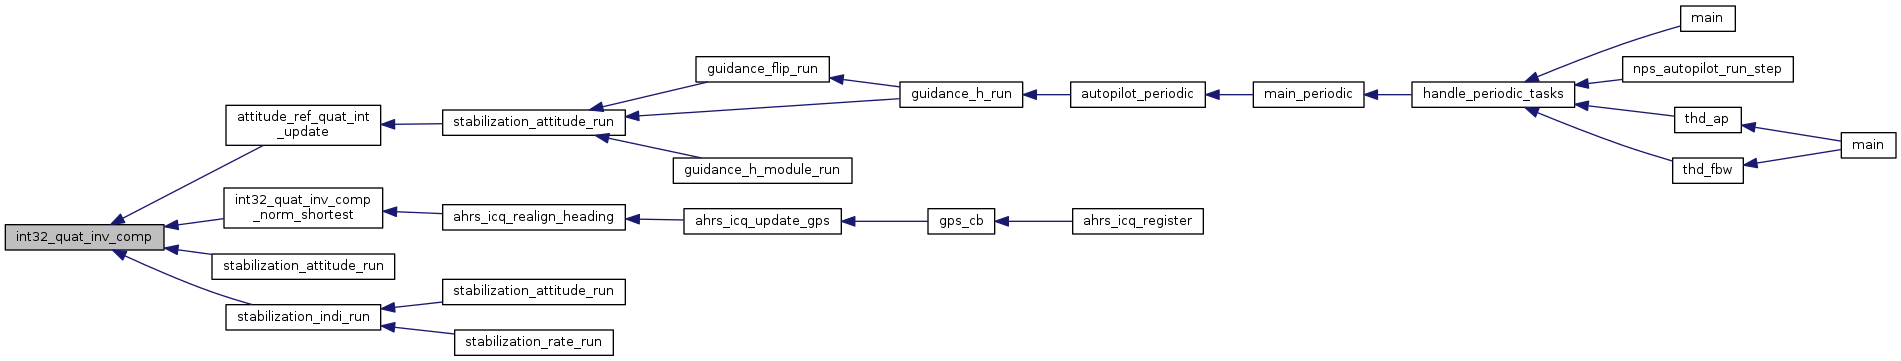 main
nps_autopilot_run_step
guidance_flip_run
guidance_h_run
autopilot_periodic
main_periodic
handle_periodic_tasks
attitude_ref_quat_int
_update
stabilization_attitude_run
thd_ap
main
guidance_h_module_run
thd_fbw
int32_quat_inv_comp
_norm_shortest
ahrs_icq_realign_heading
ahrs_icq_update_gps
gps_cb
ahrs_icq_register
int32_quat_inv_comp
stabilization_attitude_run
stabilization_attitude_run
stabilization_indi_run
stabilization_rate_run